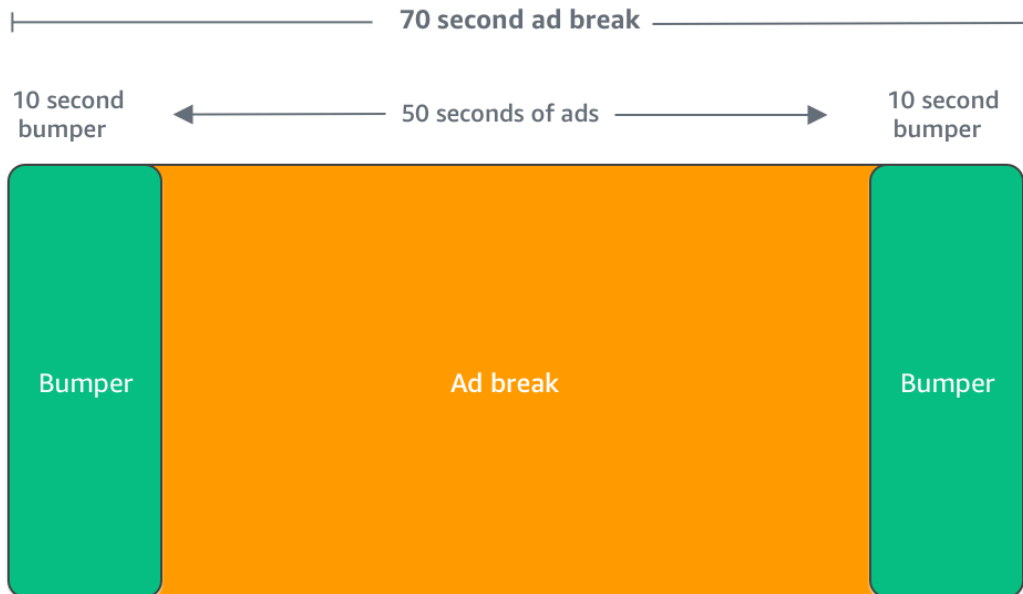 70 second ad break
10 second
bumper
50 seconds of ads
10 second
bumper
Bumper
Ad break
Bumper